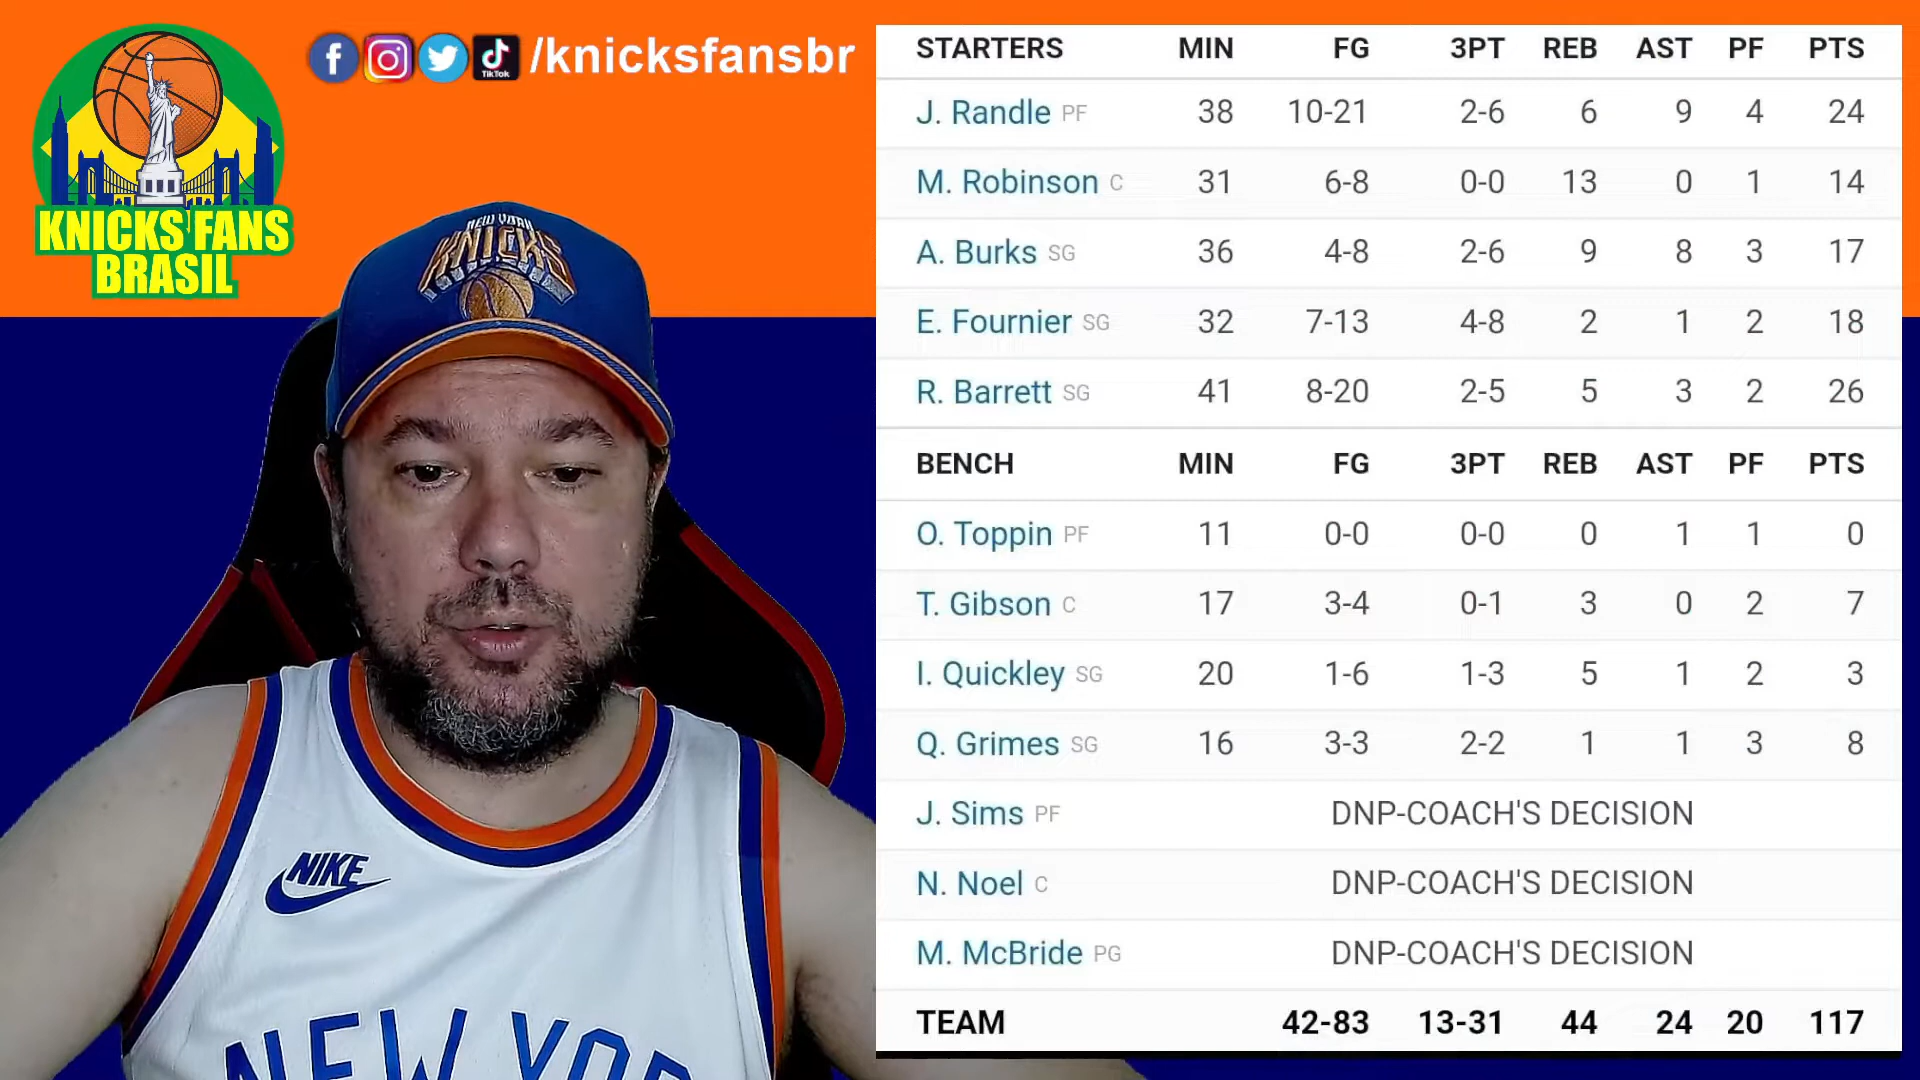 KNICKS FANS
BRASIL
TikTok
/knicksfansbr
NEW YORK
KNICKS
NIKE
NEW YOR
STARTERS MIN FG 3PT REB AST PF PTS
J. Randle PF 38 10-21 2-6 6 9 4 24
M. Robinson C 31 6-8 0-0 13 0 1 14
A. Burks SG 36 4-8 2-6 9 8 3 17
E. Fournier SG 32 7-13 4-8 2 1 2 18
R. Barrett SG 41 8-20 2-5 5 3 2 26
BENCH MIN FG 3PT REB AST PF PTS
O. Toppin PF 11 0-0 0-0 0 1 1 0
T. Gibson C 17 3-4 0-1 3 0 2 7
I. Quickley SG 20 1-6 1-3 5 1 2 3
Q. Grimes SG 16 3-3 2-2 1 1 3 8
J. Sims PF DNP-COACH'S DECISION
N. Noel C DNP-COACH'S DECISION
M. McBride PG DNP-COACH'S DECISION
TEAM 42-83 13-31 44 24 20 117